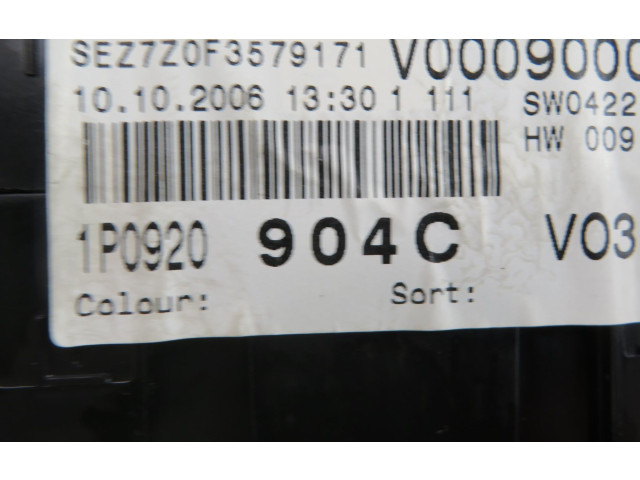 SEZ7Z0F3579171 V0009000
10.10.2006 13:30 1 111 SW0422
HW 009
1P0920 904C V03
Colour: Sort: